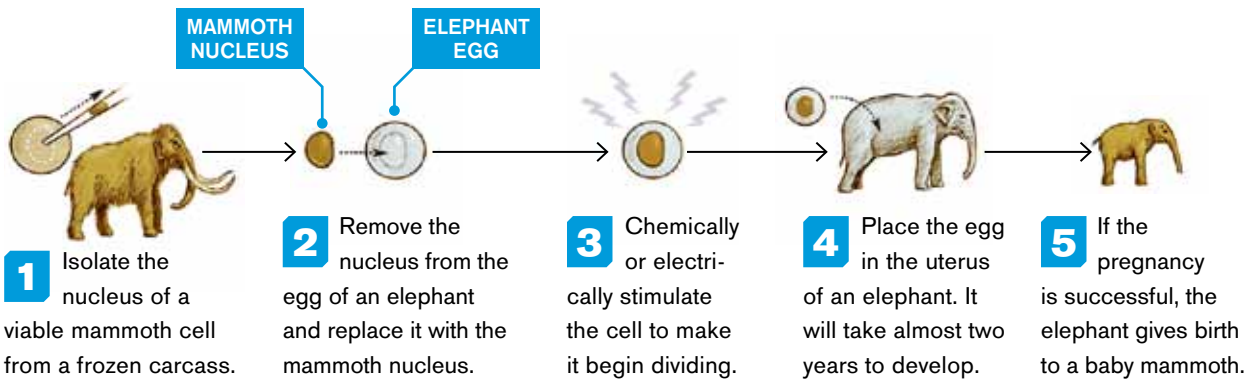 MAMMOTH
NUCLEUS
ELEPHANT
EGG
1 Isolate the
nucleus of a
viable mammoth cell
from a frozen carcass.
2 Remove the
nucleus from the
egg of an elephant
and replace it with the
mammoth nucleus.
3 Chemically
or electri-
cally stimulate
the cell to make
it begin dividing.
4 Place the egg
in the uterus
of an elephant. It
will take almost two
years to develop.
5 If the
pregnancy
is successful, the
elephant gives birth
to a baby mammoth.